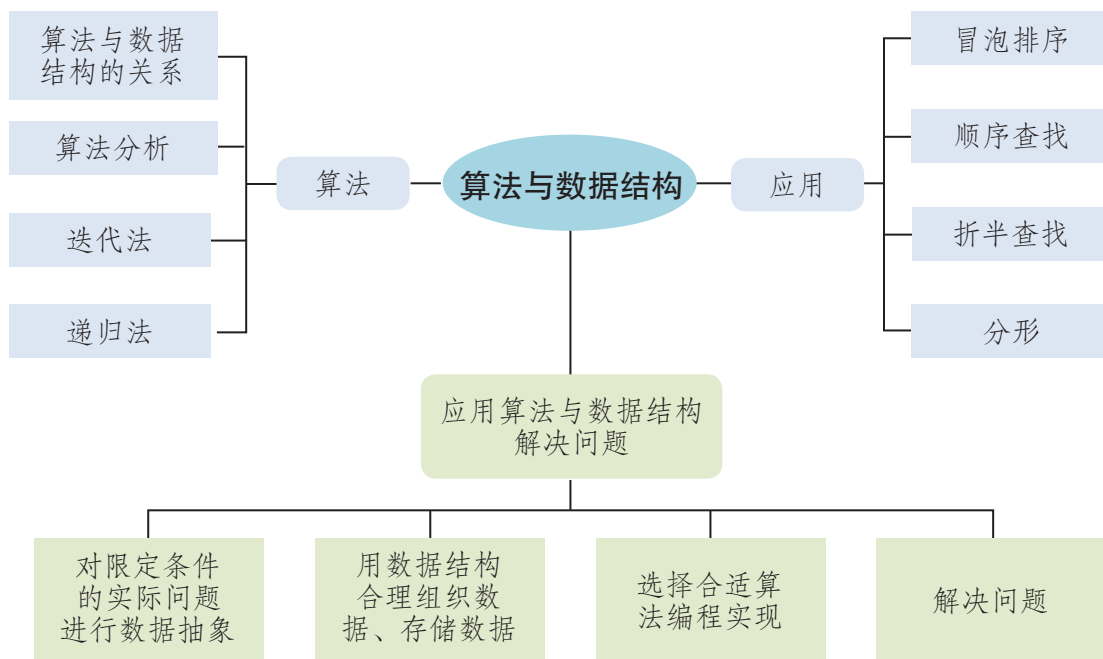 算法与数据
结构的关系
算法分析
迭代法
递归法
算法
算法与数据结构
应用
冒泡排序
顺序查找
折半查找
分形
应用算法与数据结构
解决问题
对限定条件
的实际问题
进行数据抽象
用数据结构
合理组织数
据、存储数据
选择合适算
法编程实现
解决问题